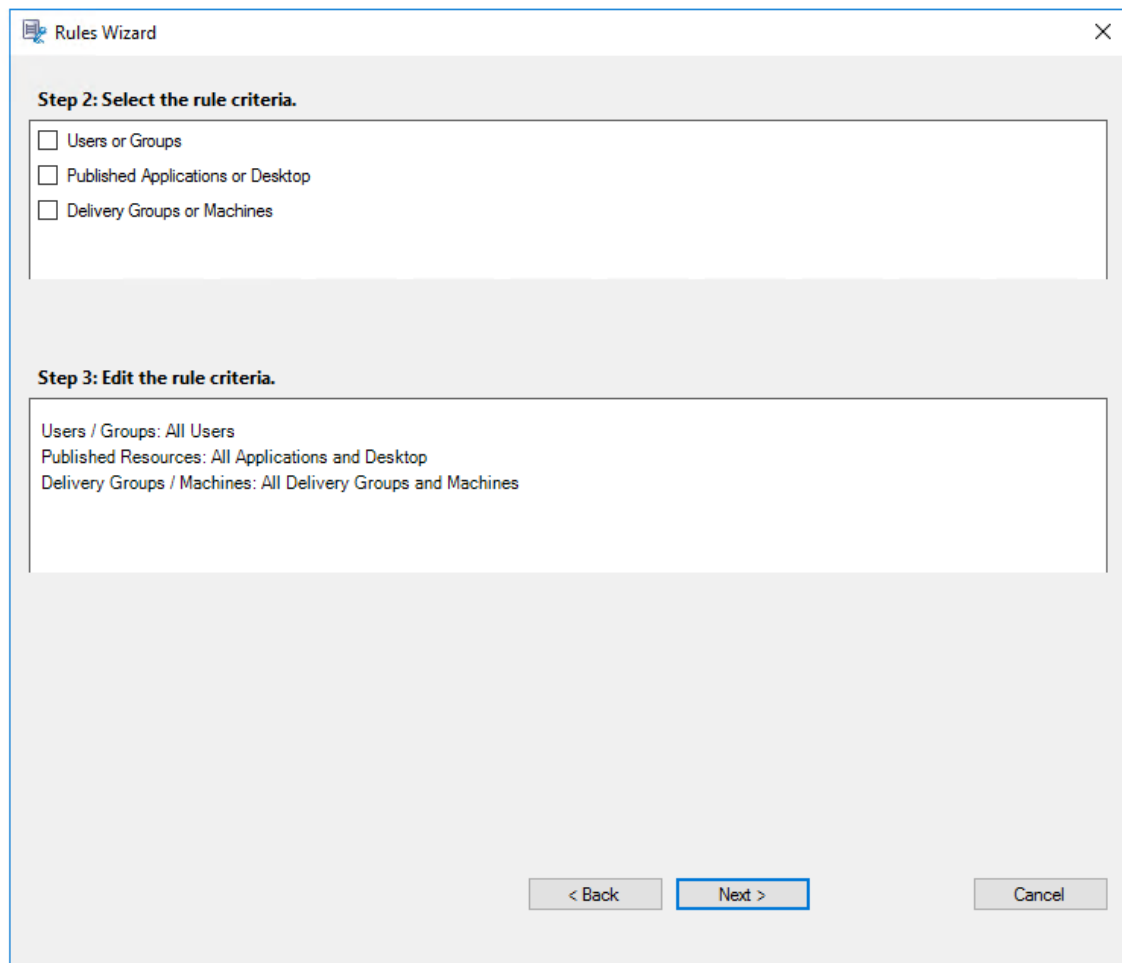 Rules Wizard
Step 2: Select the rule criteria.
Users or Groups
Published Applications or Desktop
Delivery Groups or Machines
Step 3: Edit the rule criteria.
Users / Groups: All Users
Published Resources: All Applications and Desktop
Delivery Groups / Machines: All Delivery Groups and Machines
< Back Next > Cancel